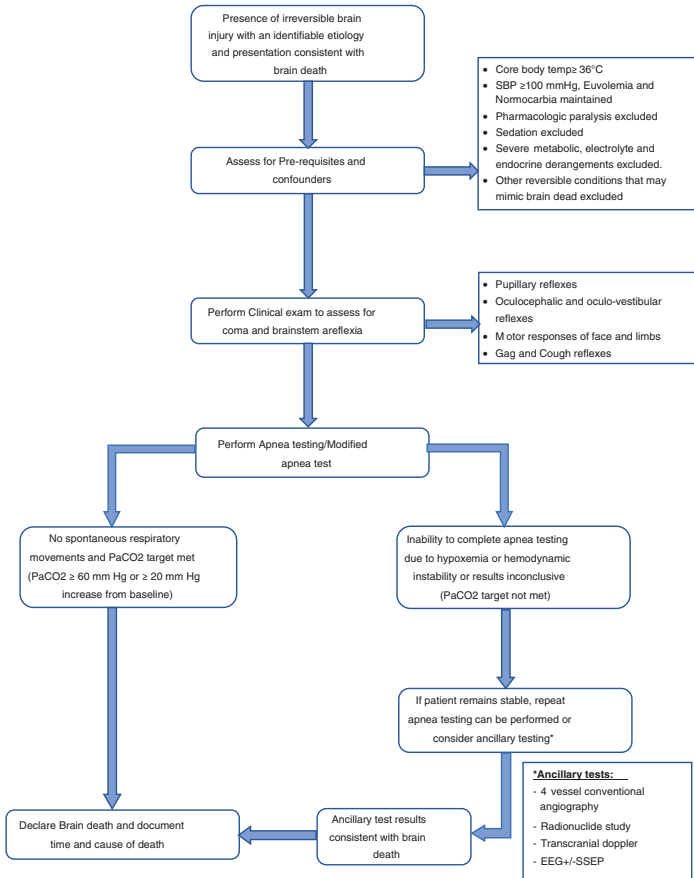 Presence of irreversible brain
injury with an identifiable etiology
and presentation consistent with
brain death
• Core body temp≥ 36°C
• SBP ≥100 mmHg, Euvolemia and
Normocarbia maintained
• Pharmacologic paralysis excluded
• Sedation excluded
• Severe metabolic, electrolyte and
endocrine derangements excluded.
• Other reversible conditions that may
mimic brain dead excluded
Assess for Pre-requisites and
confounders
Perform Clinical exam to assess for
coma and brainstem areflexia
• Pupillary reflexes
• Oculocephalic and oculo-vestibular
reflexes
• Motor responses of face and limbs
• Gag and Cough reflexes
Perform Apnea testing/Modified
apnea test
No spontaneous respiratory
movements and PaCO2 target met
(PaCO2 ≥ 60 mm Hg or ≥ 20 mm Hg
increase from baseline)
Inability to complete apnea testing
due to hypoxemia or hemodynamic
instability or results inconclusive
(PaCO2 target not met)
If patient remains stable, repeat
apnea testing can be performed or
consider ancillary testing*
*Ancillary tests:
- 4 vessel conventional
angiography
- Radionuclide study
- Transcranial doppler
- EEG+/-SSEP
Ancillary test results
consistent with brain
death
Declare Brain death and document
time and cause of death